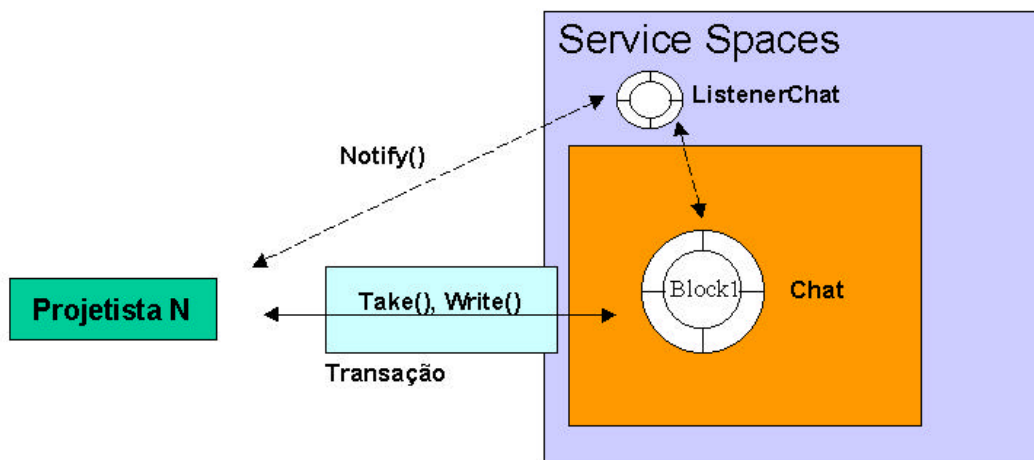 Service Spaces
ListenerChat
Notify()
Projetista N
Take(), Write()
Block1
Chat
Transação